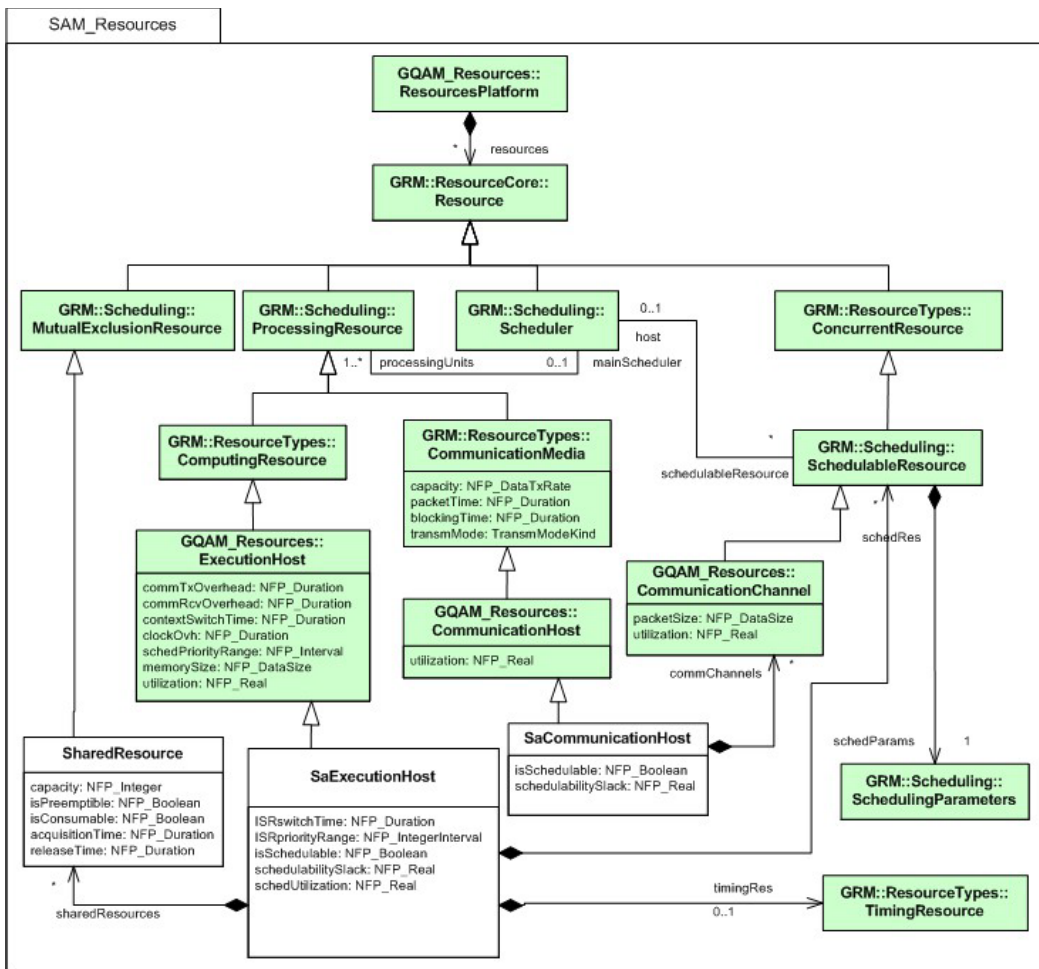 SAM_Resources
GQAM_Resources::
ResourcesPlatform
*
resources
GRM::ResourceCore::
Resource
GRM::Scheduling::
MutualExclusionResource
GRM::Scheduling::
ProcessingResource
GRM::Scheduling::
Scheduler
0..1
host
GRM::ResourceTypes::
ConcurrentResource
1..*
processingUnits
0..1
mainScheduler
GRM::ResourceTypes::
ComputingResource
GRM::ResourceTypes::
CommunicationMedia
capacity: NFP_DataTxRate
packetTime: NFP_Duration
blockingTime: NFP_Duration
transmMode: TransmModeKind
*
schedulableResource
GRM::Scheduling::
SchedulableResource
*
schedRes
GQAM_Resources::
ExecutionHost
commTxOverhead: NFP_Duration
commRcvOverhead: NFP_Duration
contextSwitchTime: NFP_Duration
clockOvh: NFP_Duration
schedPriorityRange: NFP_Interval
memorySize: NFP_DataSize
utilization: NFP_Real
GQAM_Resources::
CommunicationHost
utilization: NFP_Real
GQAM_Resources::
CommunicationChannel
packetSize: NFP_DataSize
utilization: NFP_Real
commChannels
*
SharedResource
capacity: NFP_Integer
isPreemptible: NFP_Boolean
isConsumable: NFP_Boolean
acquisitionTime: NFP_Duration
releaseTime: NFP_Duration
SaExecutionHost
ISRswitchTime: NFP_Duration
ISRpriorityRange: NFP_IntegerInterval
isSchedulable: NFP_Boolean
schedulabilitySlack: NFP_Real
schedUtilization: NFP_Real
SaCommunicationHost
isSchedulable: NFP_Boolean
schedulabilitySlack: NFP_Real
schedParams
1
GRM::Scheduling::
SchedulingParameters
*
sharedResources
timingRes
0..1
GRM::ResourceTypes::
TimingResource